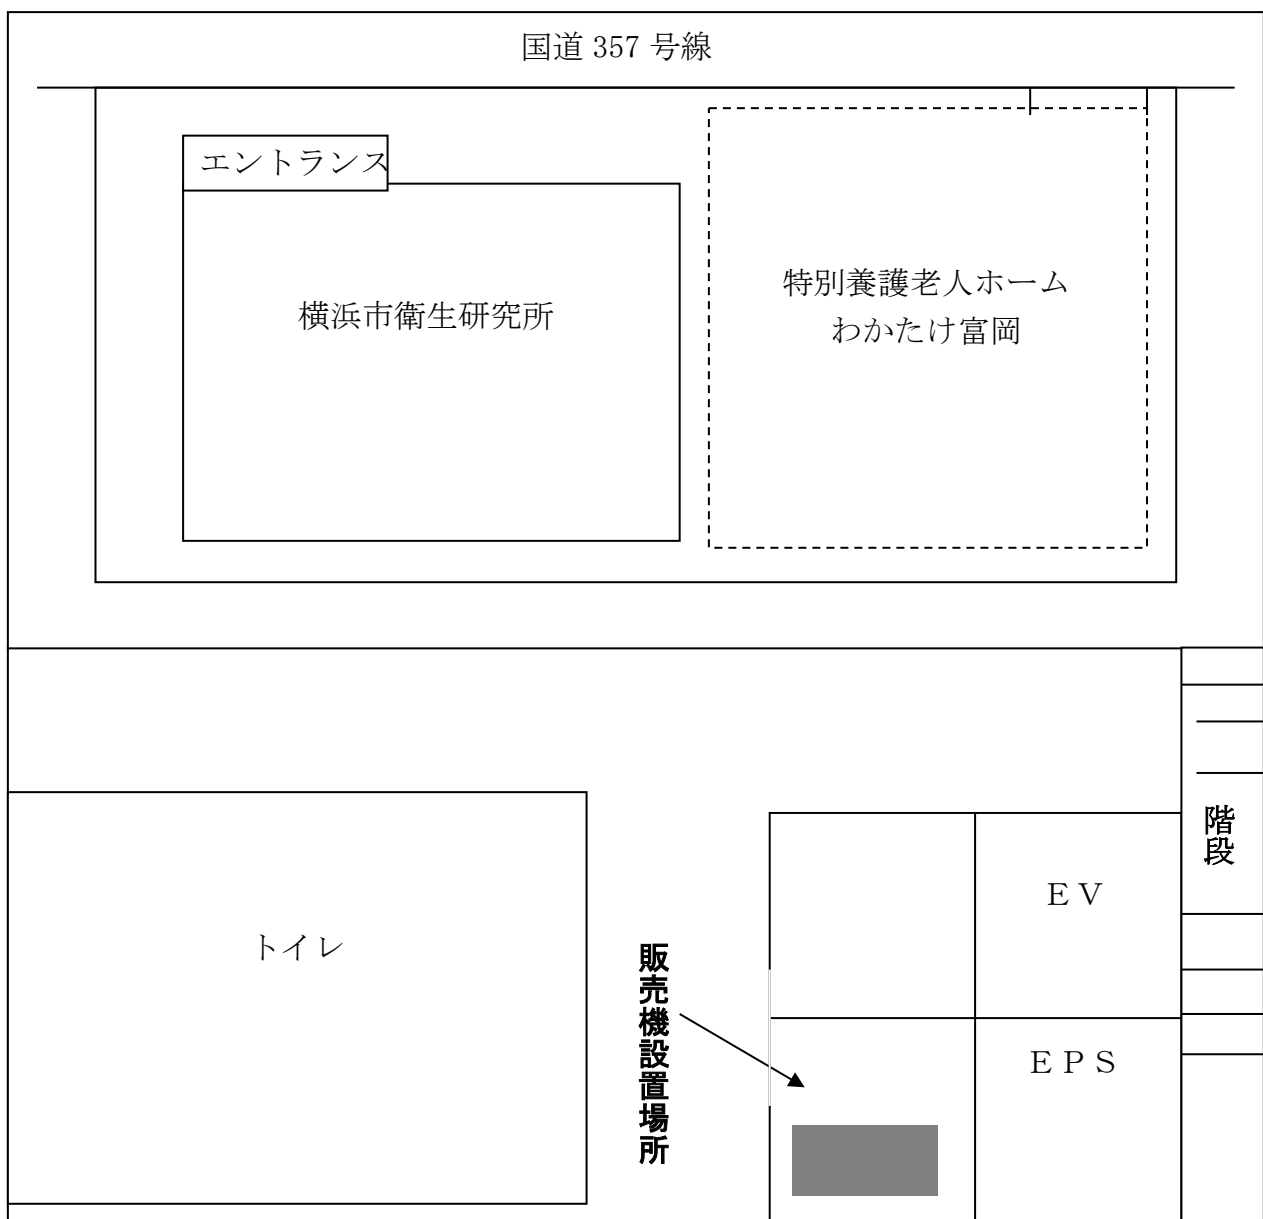 国道 357 号線
エントランス
横浜市衛生研究所
特別養護老人ホーム
わかたけ富岡
階段
EV
トイレ
販売機設置場所
EPS